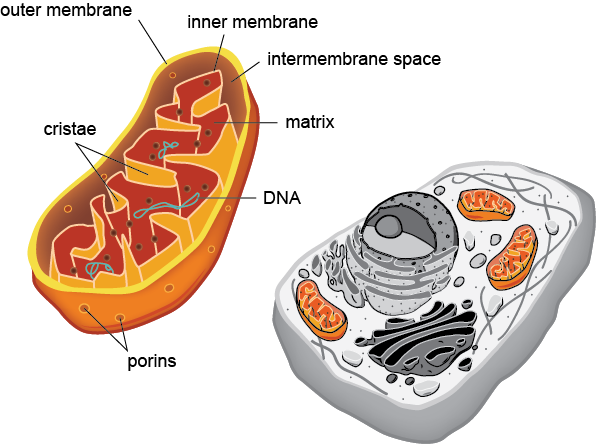 outer membrane
inner membrane
intermembrane space
cristae
matrix
DNA
porins